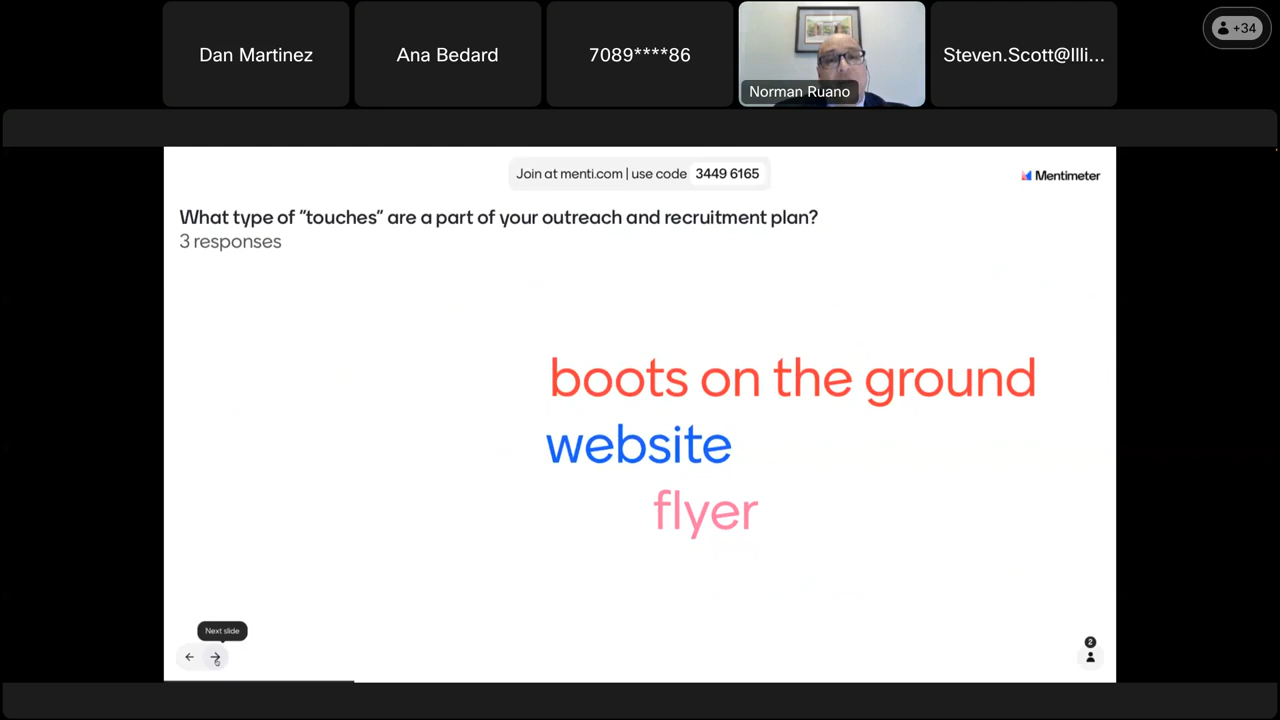 Dan Martinez
Ana Bedard
7089****86
Norman Ruano
Steven.Scott@Illi...
+34
Join at menti.com | use code 3449 6165
Mentimeter
What type of "touches" are a part of your outreach and recruitment plan?
3 responses
boots on the ground
website
flyer
Next slide
2